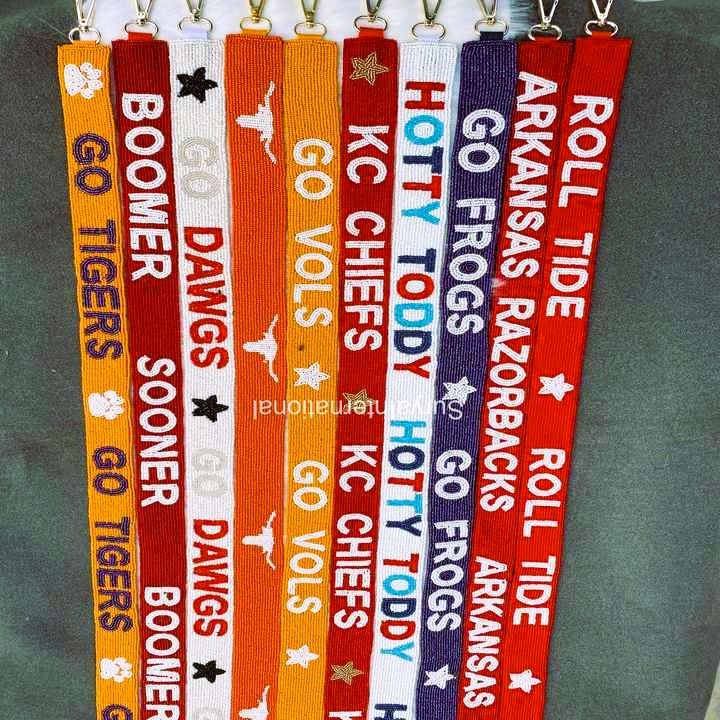 GO TIGERS GO TIGERS G
BOOMER SOONER BOOMER
GO DAWGS GO DAWGS G
GO VOLS GO VOLS
KC CHIEFS KC CHIEFS K
HOTTY TODDY HOTTY TODDY H
GO FROGS GO FROGS
ARKANSAS RAZORBACKS ARKANSAS
ROLL TIDE ROLL TIDE
SuryaInternational